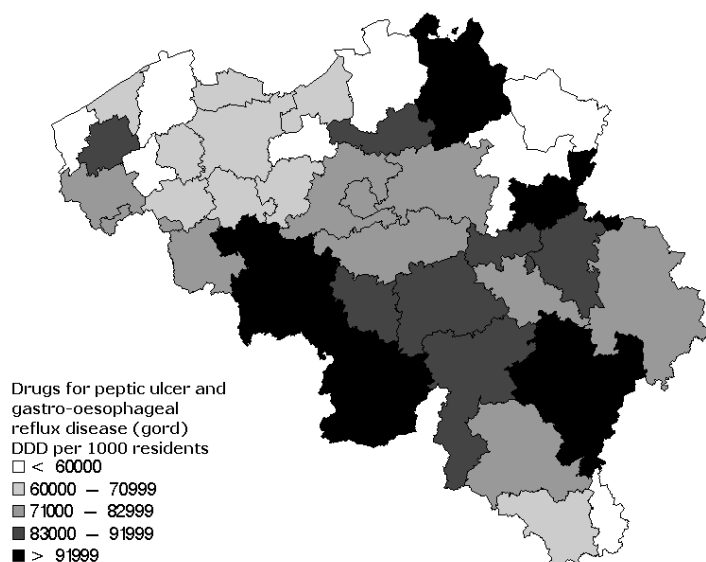 Drugs for peptic ulcer and
gastro-oesophageal
reflux disease (gord)
DDD per 1000 residents
< 60000
60000 – 70999
71000 – 82999
83000 – 91999
> 91999